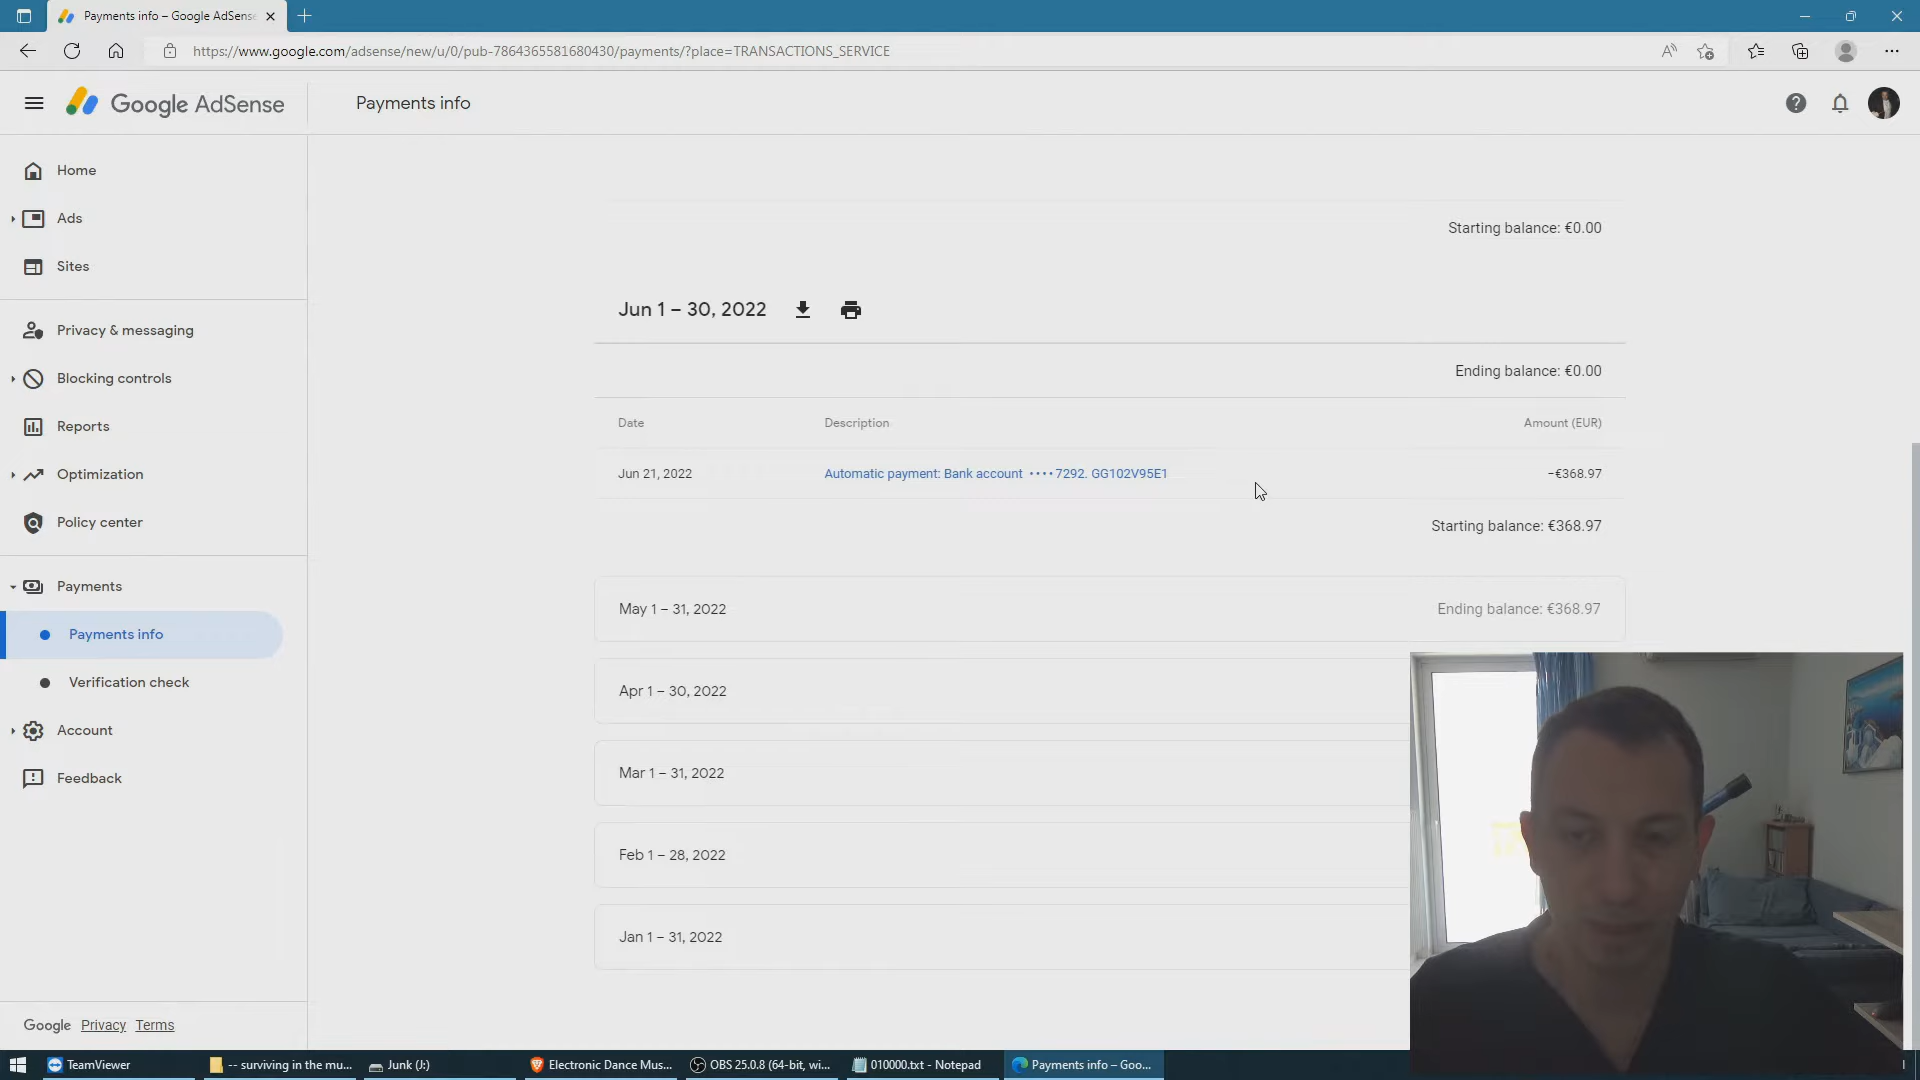 Payments info – Google AdSense
https://www.google.com/adsense/new/u/0/pub-7864365581680430/payments/?place=TRANSACTIONS_SERVICE
Google AdSense
Payments info
Home
Ads
Sites
Privacy & messaging
Blocking controls
Reports
Optimization
Policy center
Payments
Payments info
Verification check
Account
Feedback
Google Privacy Terms
Starting balance: €0.00
Jun 1 – 30, 2022
Ending balance: €0.00
Date Description Amount (EUR)
Jun 21, 2022 Automatic payment: Bank account •••• 7292. GG102V95E1 −€368.97
Starting balance: €368.97
May 1 – 31, 2022 Ending balance: €368.97
Apr 1 – 30, 2022
Mar 1 – 31, 2022
Feb 1 – 28, 2022
Jan 1 – 31, 2022
TeamViewer -- surviving in the mu... Junk (J:) Electronic Dance Mus... OBS 25.0.8 (64-bit, wi... 010000.txt - Notepad Payments info – Goo...